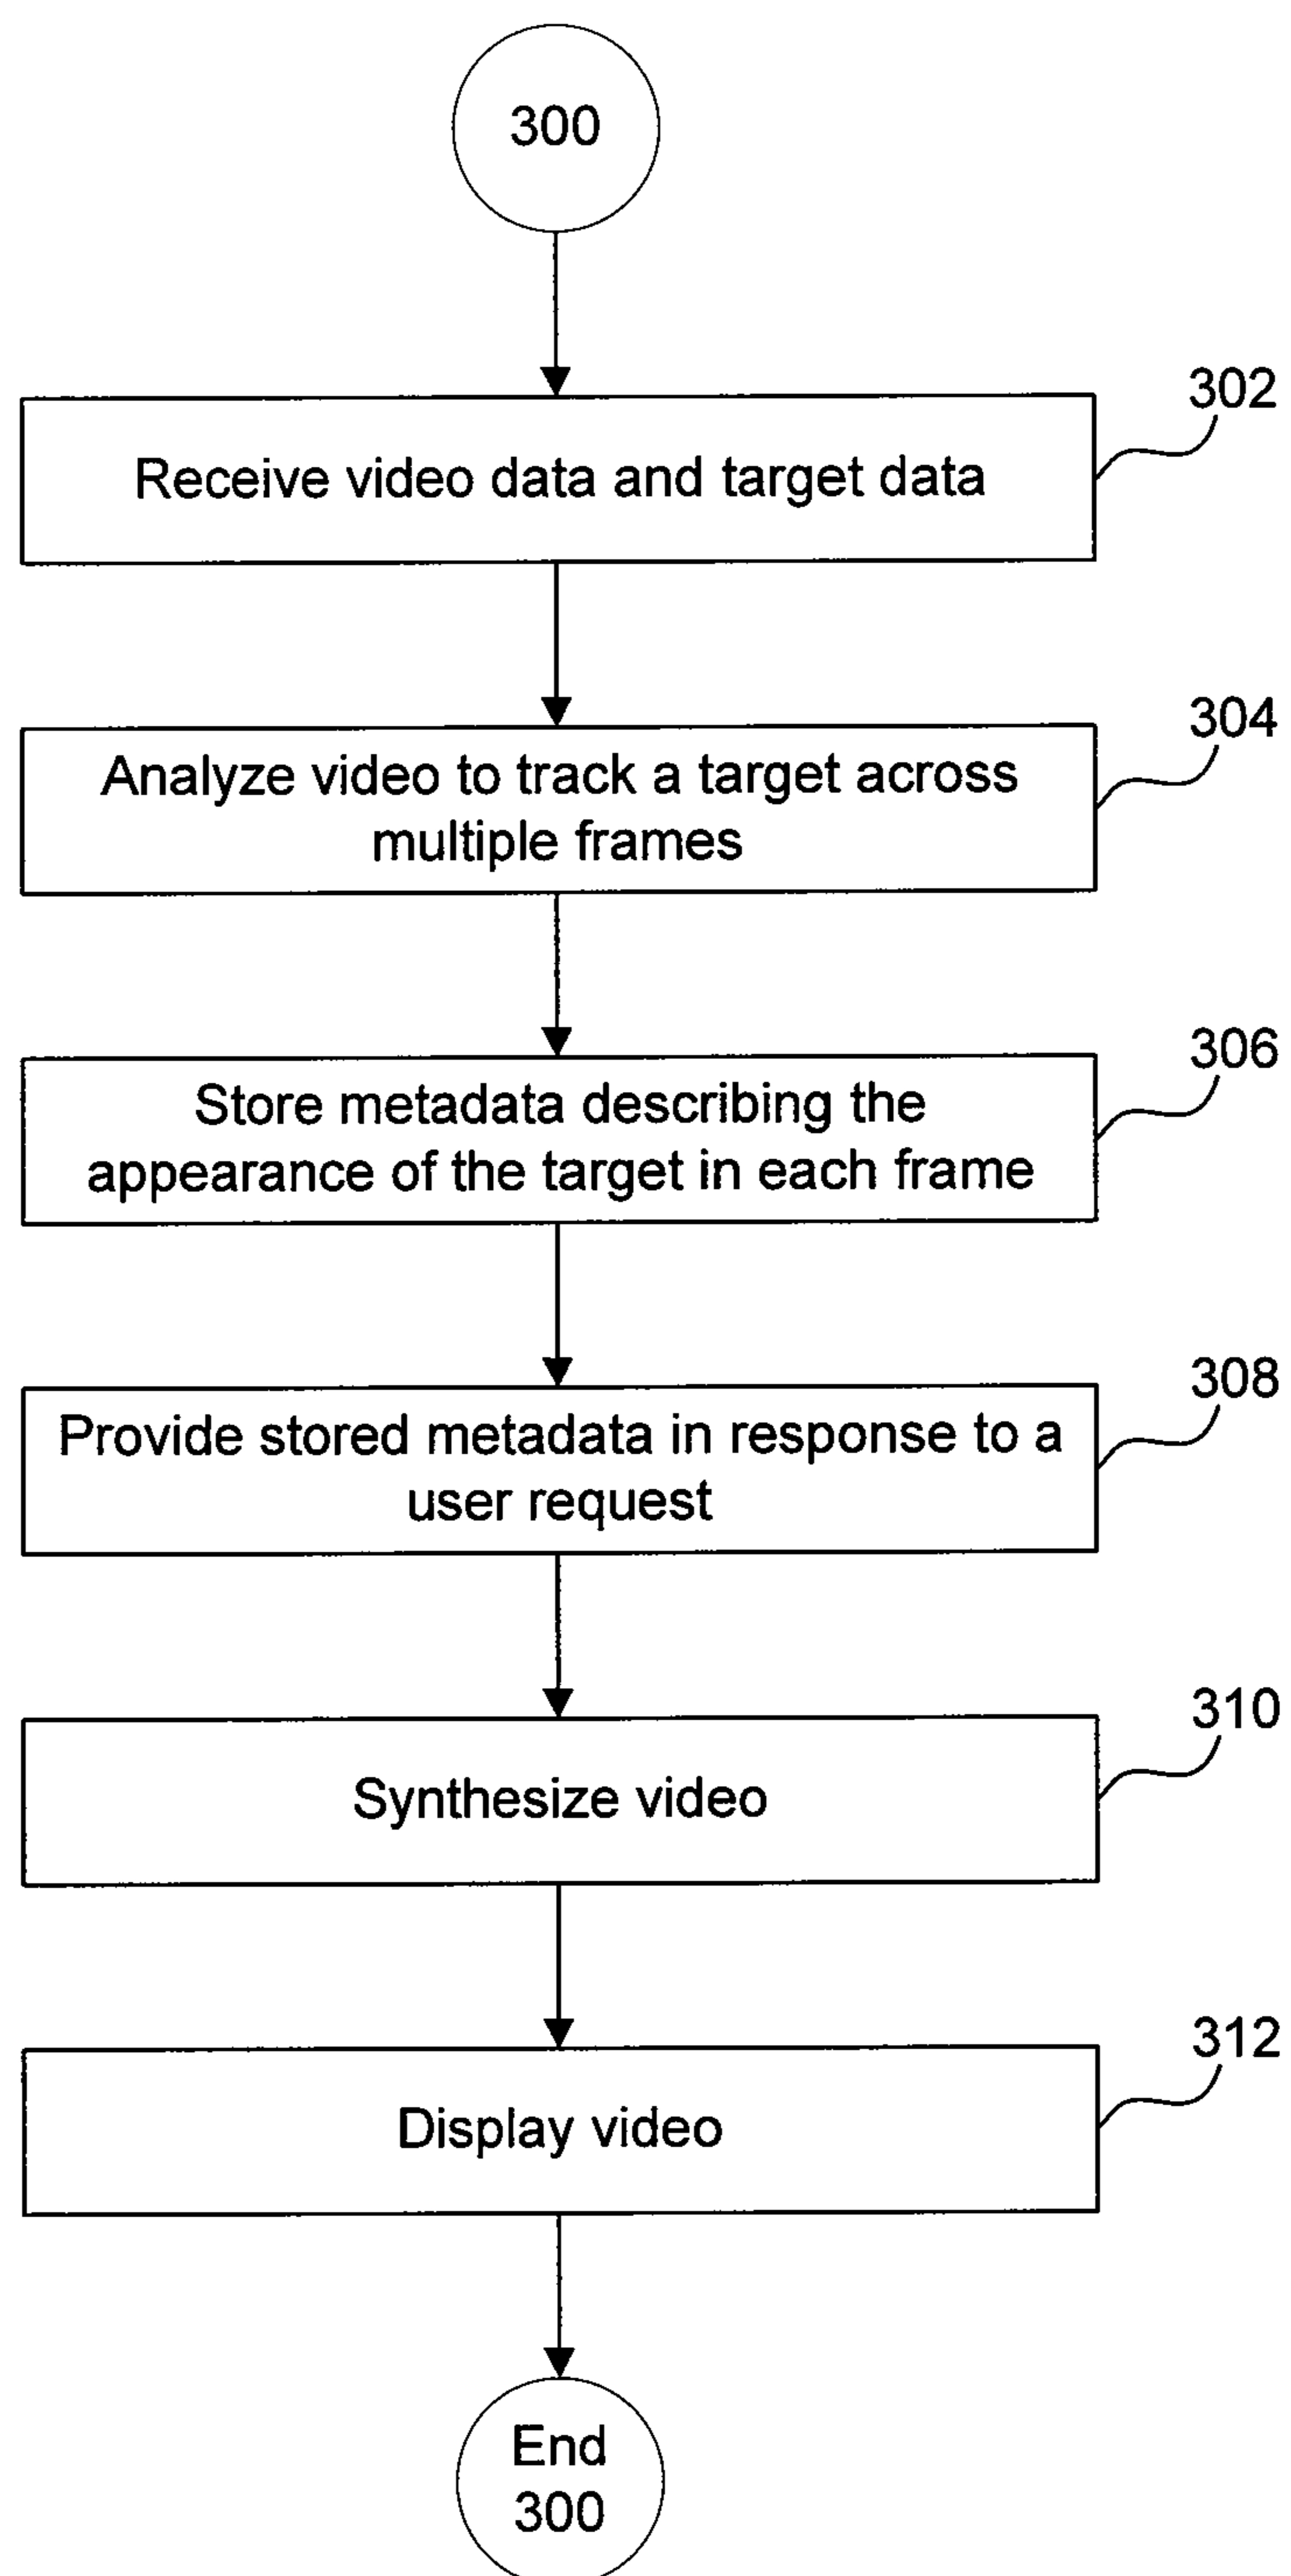 300
302
Receive video data and target data
304
Analyze video to track a target across
multiple frames
306
Store metadata describing the
appearance of the target in each frame
308
Provide stored metadata in response to a
user request
310
Synthesize video
312
Display video
End
300